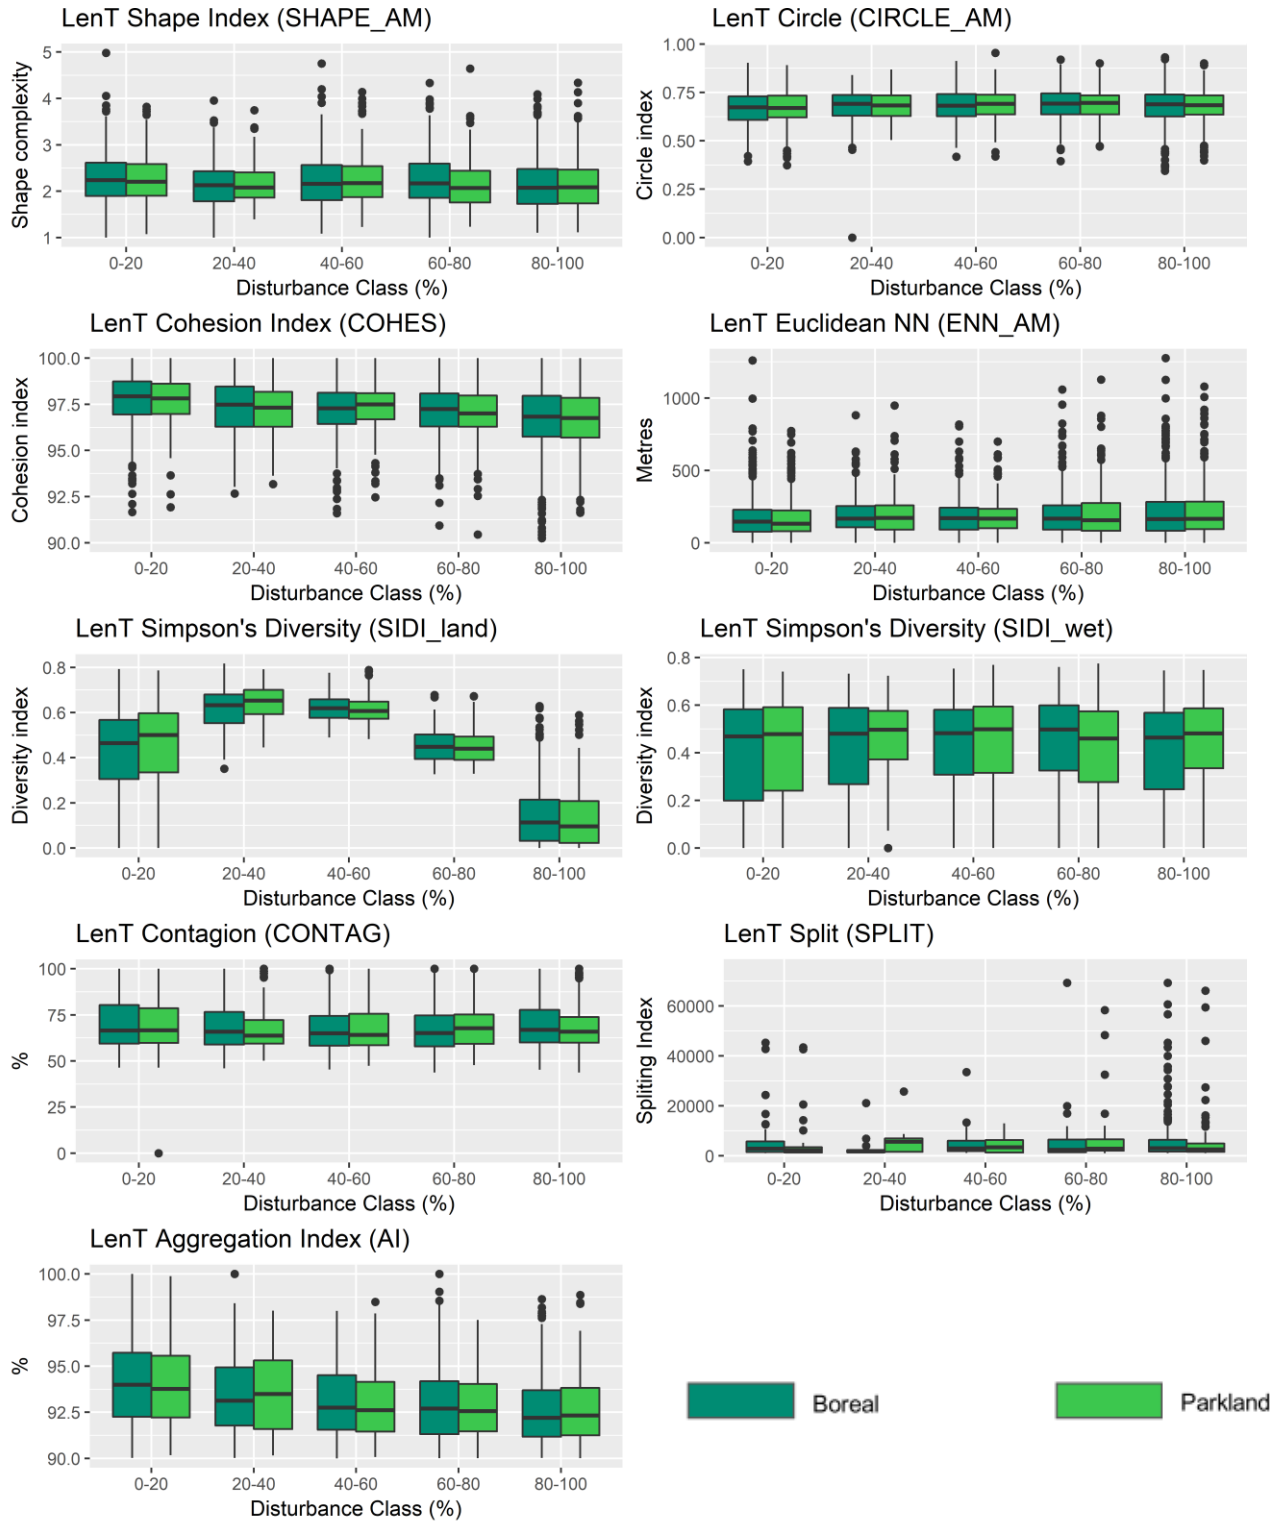 LenT Shape Index (SHAPE_AM)
Shape complexity
5
4
3
2
1
0-20 20-40 40-60 60-80 80-100
Disturbance Class (%)
LenT Circle (CIRCLE_AM)
Circle index
1.00
0.75
0.50
0.25
0.00
0-20 20-40 40-60 60-80 80-100
Disturbance Class (%)
LenT Cohesion Index (COHES)
Cohesion index
100.0
97.5
95.0
92.5
90.0
0-20 20-40 40-60 60-80 80-100
Disturbance Class (%)
LenT Euclidean NN (ENN_AM)
Metres
1000
500
0
0-20 20-40 40-60 60-80 80-100
Disturbance Class (%)
LenT Simpson's Diversity (SIDI_land)
Diversity index
0.8
0.6
0.4
0.2
0.0
0-20 20-40 40-60 60-80 80-100
Disturbance Class (%)
LenT Simpson's Diversity (SIDI_wet)
Diversity index
0.8
0.6
0.4
0.2
0.0
0-20 20-40 40-60 60-80 80-100
Disturbance Class (%)
LenT Contagion (CONTAG)
%
100
75
50
25
0
0-20 20-40 40-60 60-80 80-100
Disturbance Class (%)
LenT Split (SPLIT)
Spliting Index
60000
40000
20000
0
0-20 20-40 40-60 60-80 80-100
Disturbance Class (%)
LenT Aggregation Index (AI)
%
100.0
97.5
95.0
92.5
90.0
0-20 20-40 40-60 60-80 80-100
Disturbance Class (%)
Boreal
Parkland